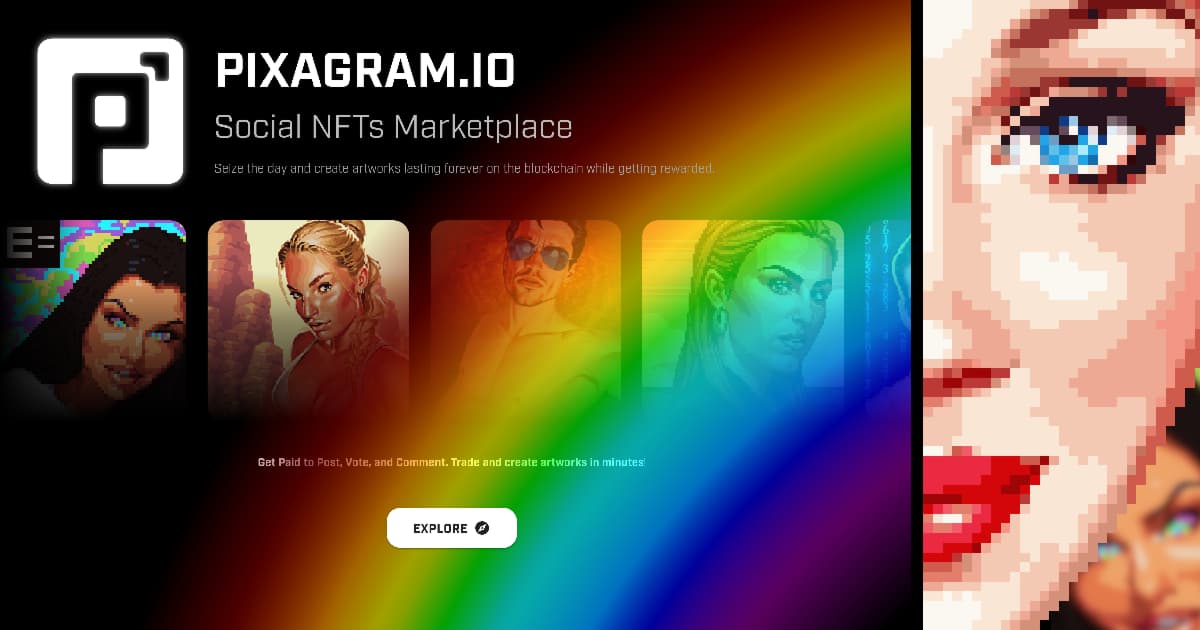 PIXAGRAM.IO
Social NFTs Marketplace
Seize the day and create artworks lasting forever on the blockchain while getting rewarded.
E=
Get Paid to Post, Vote, and Comment. Trade and create artworks in minutes!
EXPLORE